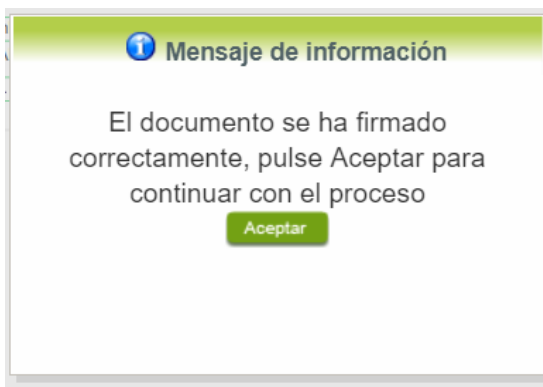 Mensaje de información
El documento se ha firmado
correctamente, pulse Aceptar para
continuar con el proceso
Aceptar